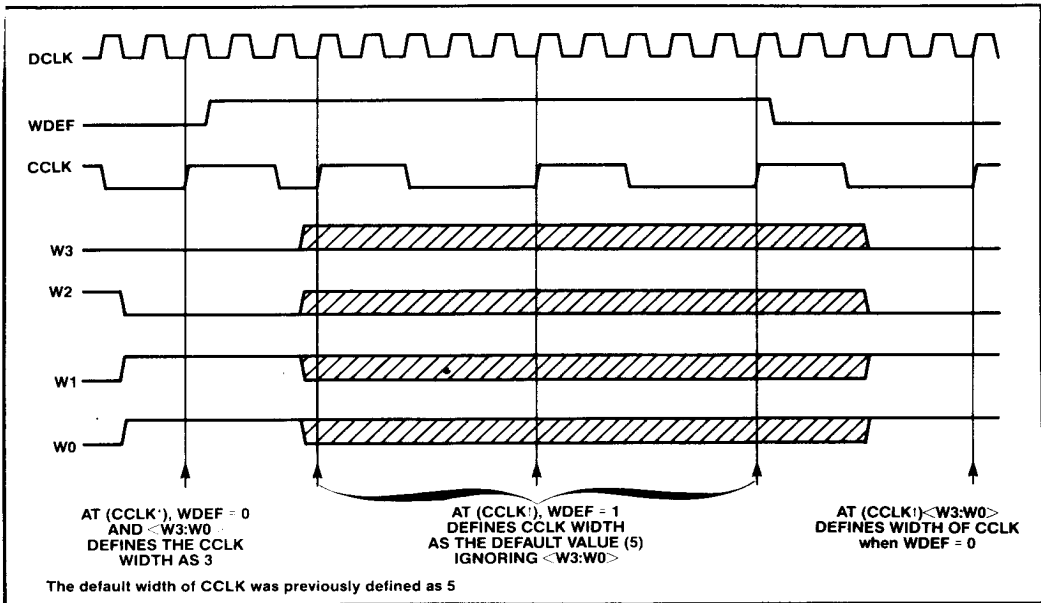 DCLK
WDEF
CCLK
W3
W2
W1
W0
AT (CCLK↑), WDEF = 0
AND <W3:W0
DEFINES THE CCLK
WIDTH AS 3
AT (CCLK↑), WDEF = 1
DEFINES CCLK WIDTH
AS THE DEFAULT VALUE (5)
IGNORING <W3:W0>
AT (CCLK↑)<W3:W0>
DEFINES WIDTH OF CCLK
when WDEF = 0
The default width of CCLK was previously defined as 5